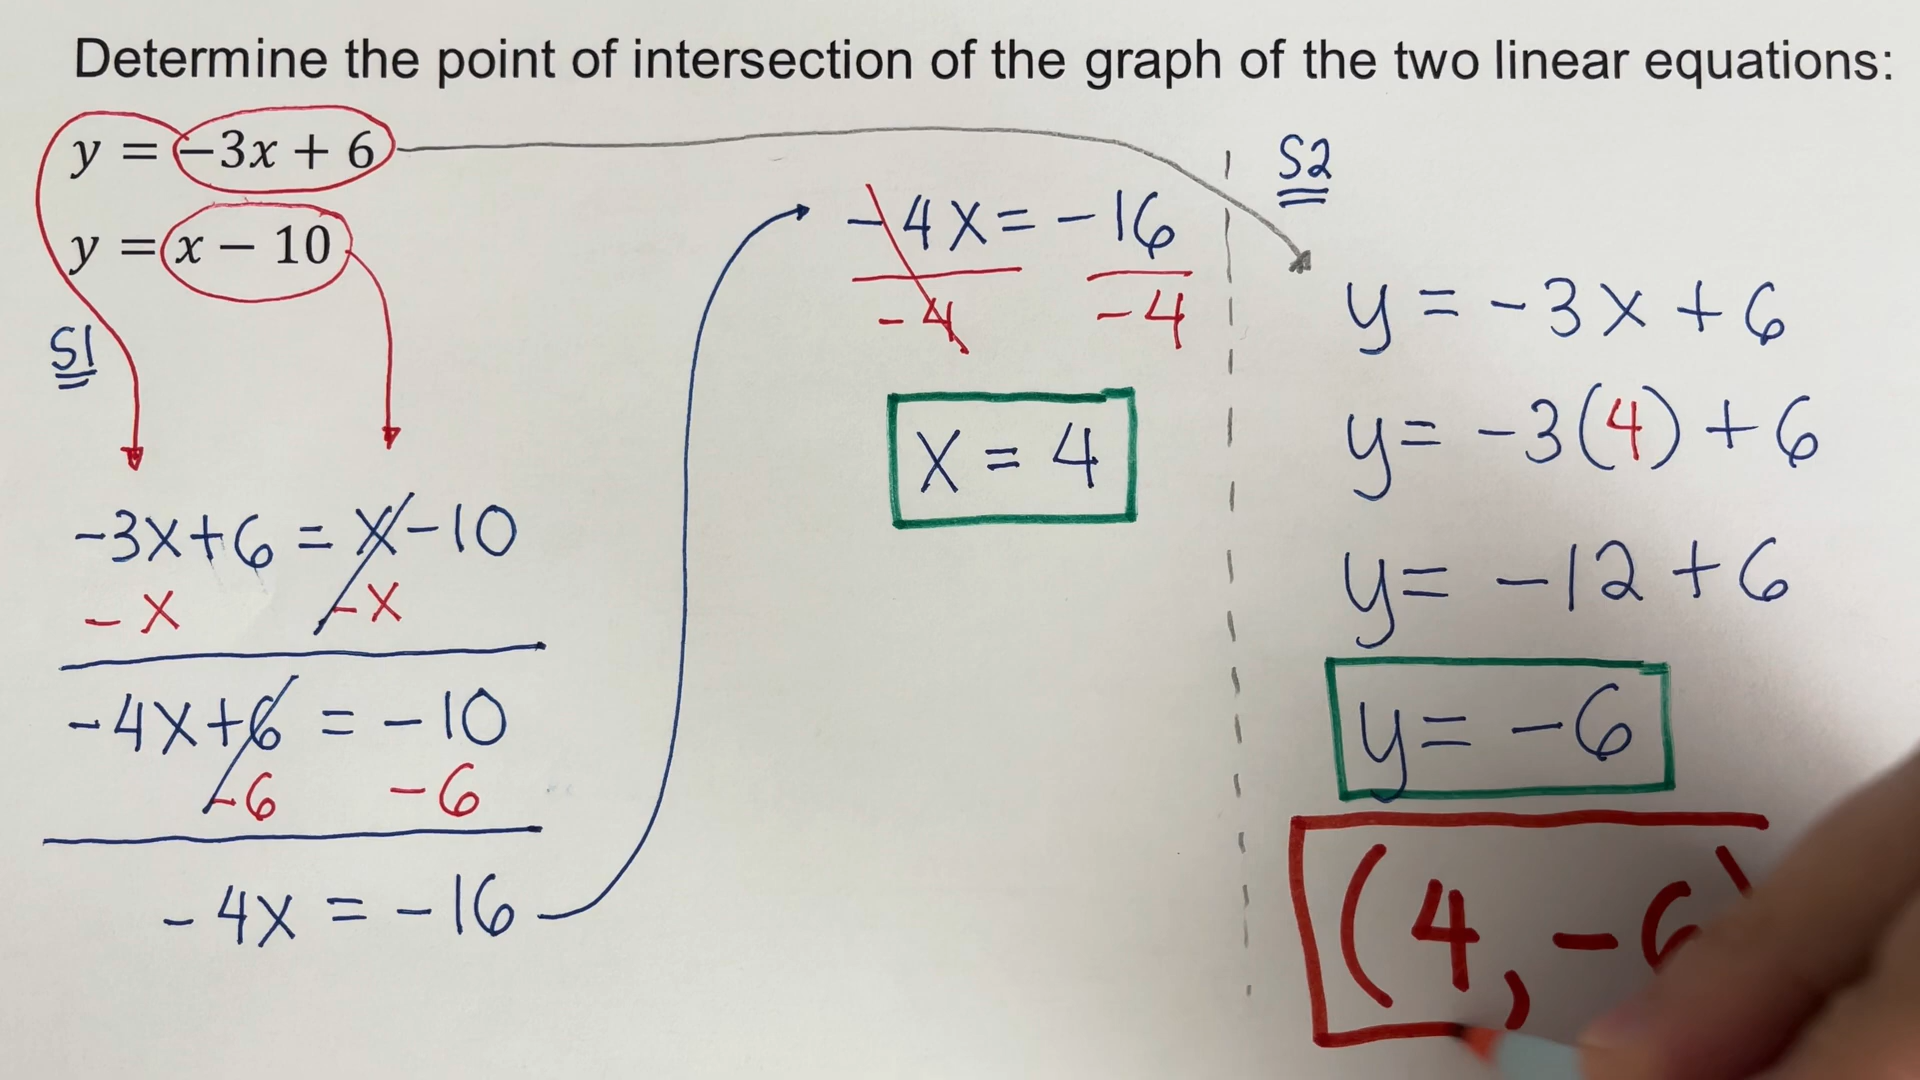 Determine the point of intersection of the graph of the two linear equations:
y = −3x + 6
y = x − 10
S1
-3x+6 = x-10
-x -x
-4x+6 = -10
-6 -6
-4x = -16
-4x = -16
-4 -4
x = 4
S2
y = -3x + 6
y = -3(4) + 6
y = -12 + 6
y = -6
(4, -6)